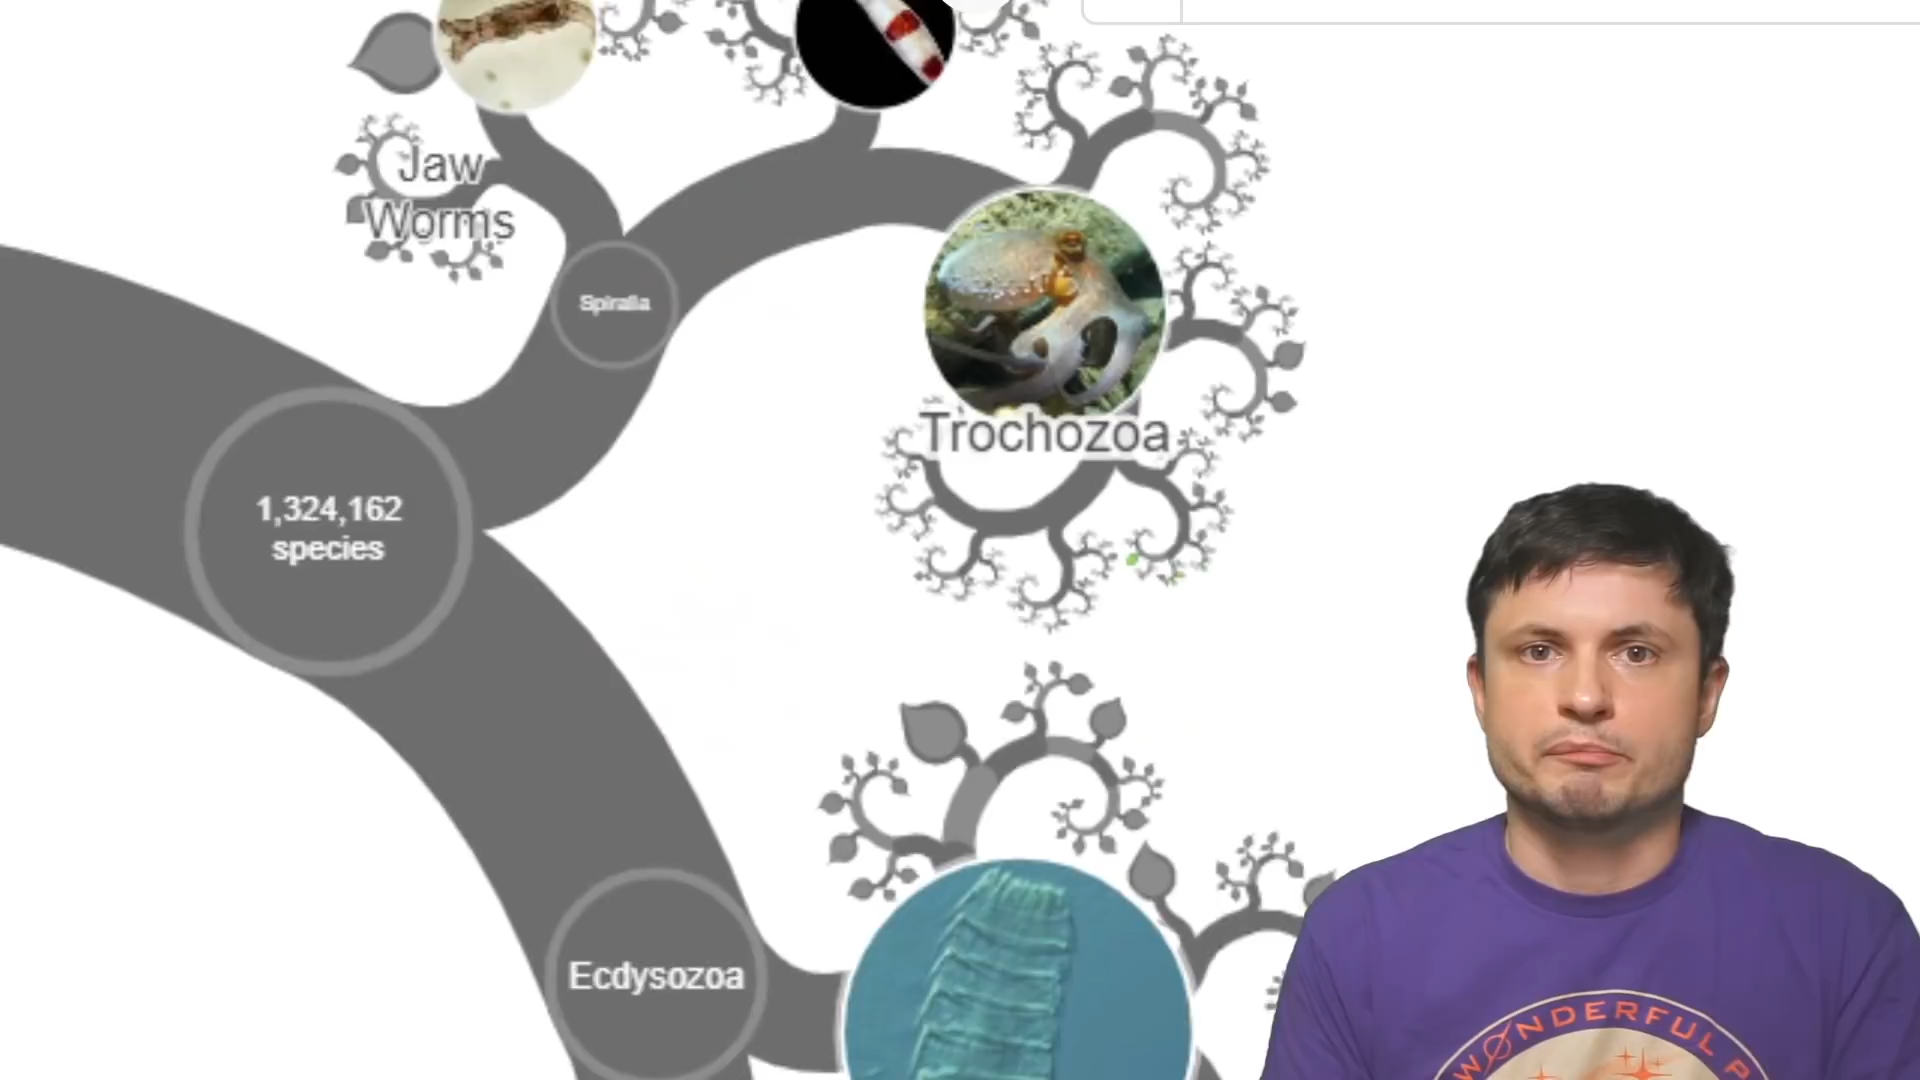 Jaw
Worms
Spiralia
Trochozoa
1,324,162
species
Ecdysozoa
WONDERFUL P